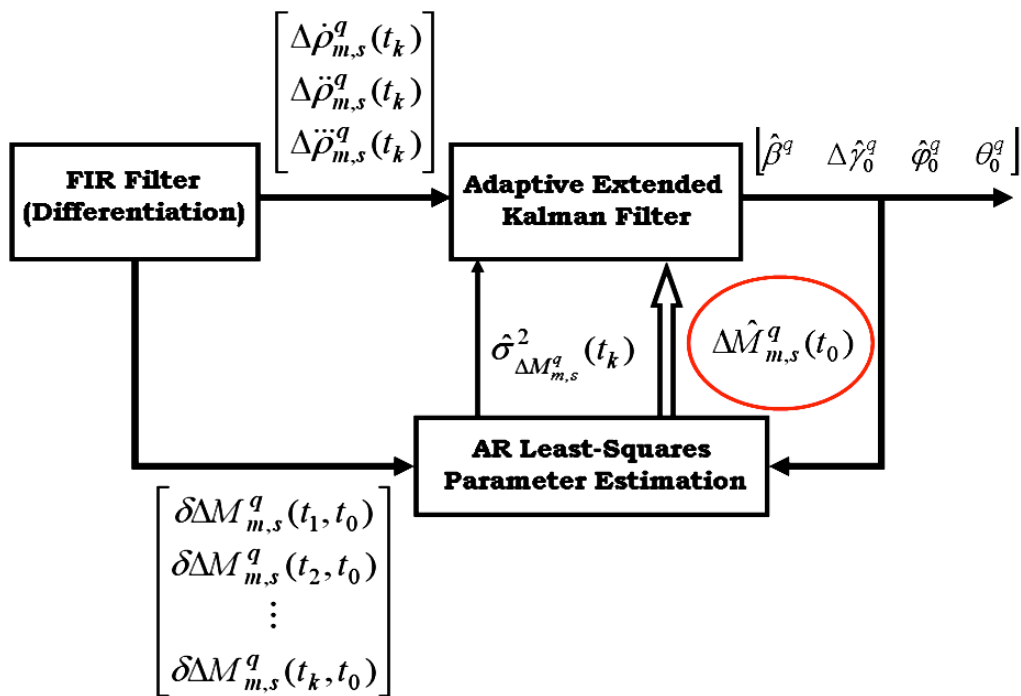 Δρ̇^q_{m,s}(t_k)
Δρ̈^q_{m,s}(t_k)
Δρ⃛^q_{m,s}(t_k)
FIR Filter
(Differentiation)
Adaptive Extended
Kalman Filter
[β̂^q Δγ̂^q_0 φ̂^q_0 θ^q_0]
σ̂^2_{ΔM^q_{m,s}}(t_k)
ΔM̂^q_{m,s}(t_0)
AR Least-Squares
Parameter Estimation
δΔM^q_{m,s}(t_1,t_0)
δΔM^q_{m,s}(t_2,t_0)
⋮
δΔM^q_{m,s}(t_k,t_0)